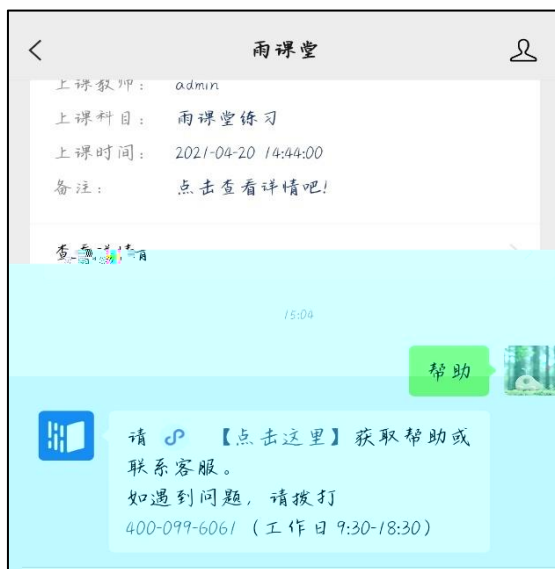 雨课堂
上课教师： admin
上课科目： 雨课堂练习
上课时间： 2021-04-20 14:44:00
备注： 点击查看详情吧!
15:04
帮助
请 【点击这里】获取帮助或
联系客服。
如遇到问题，请拨打
400-099-6061（工作日 9:30-18:30）